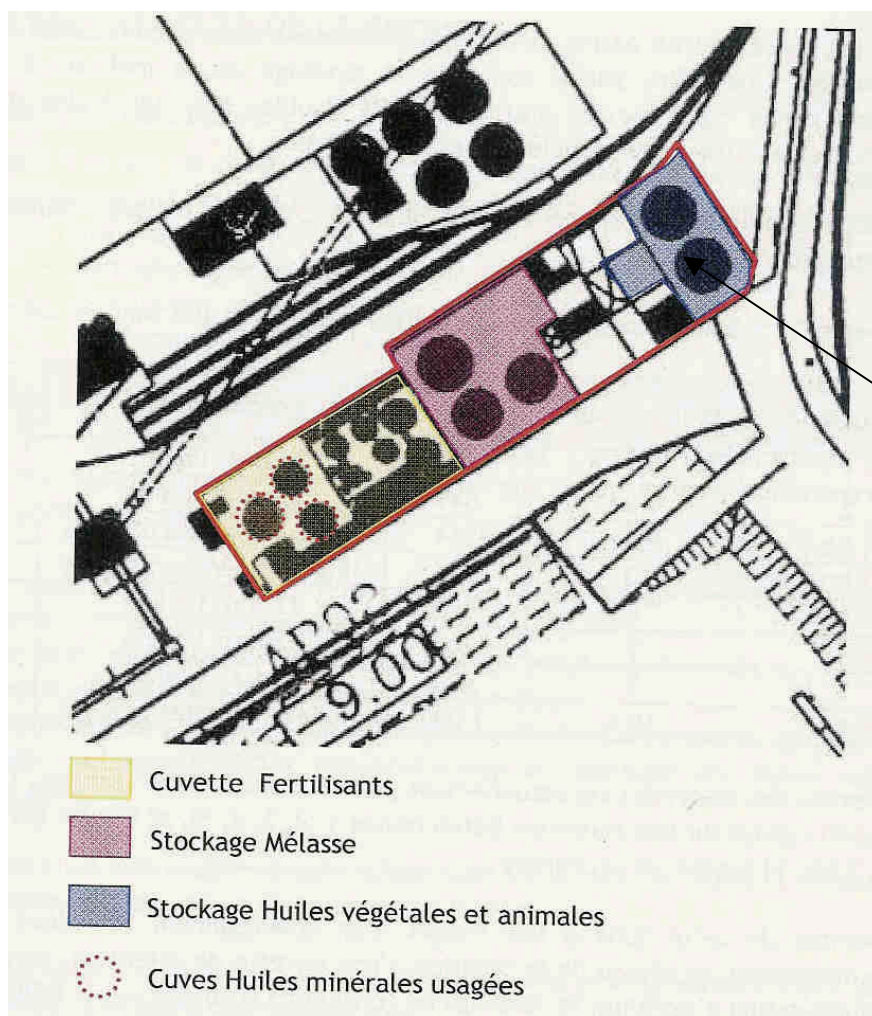 AP02
-9.00
Cuvette Fertilisants
Stockage Mélasse
Stockage Huiles végétales et animales
Cuves Huiles minérales usagées